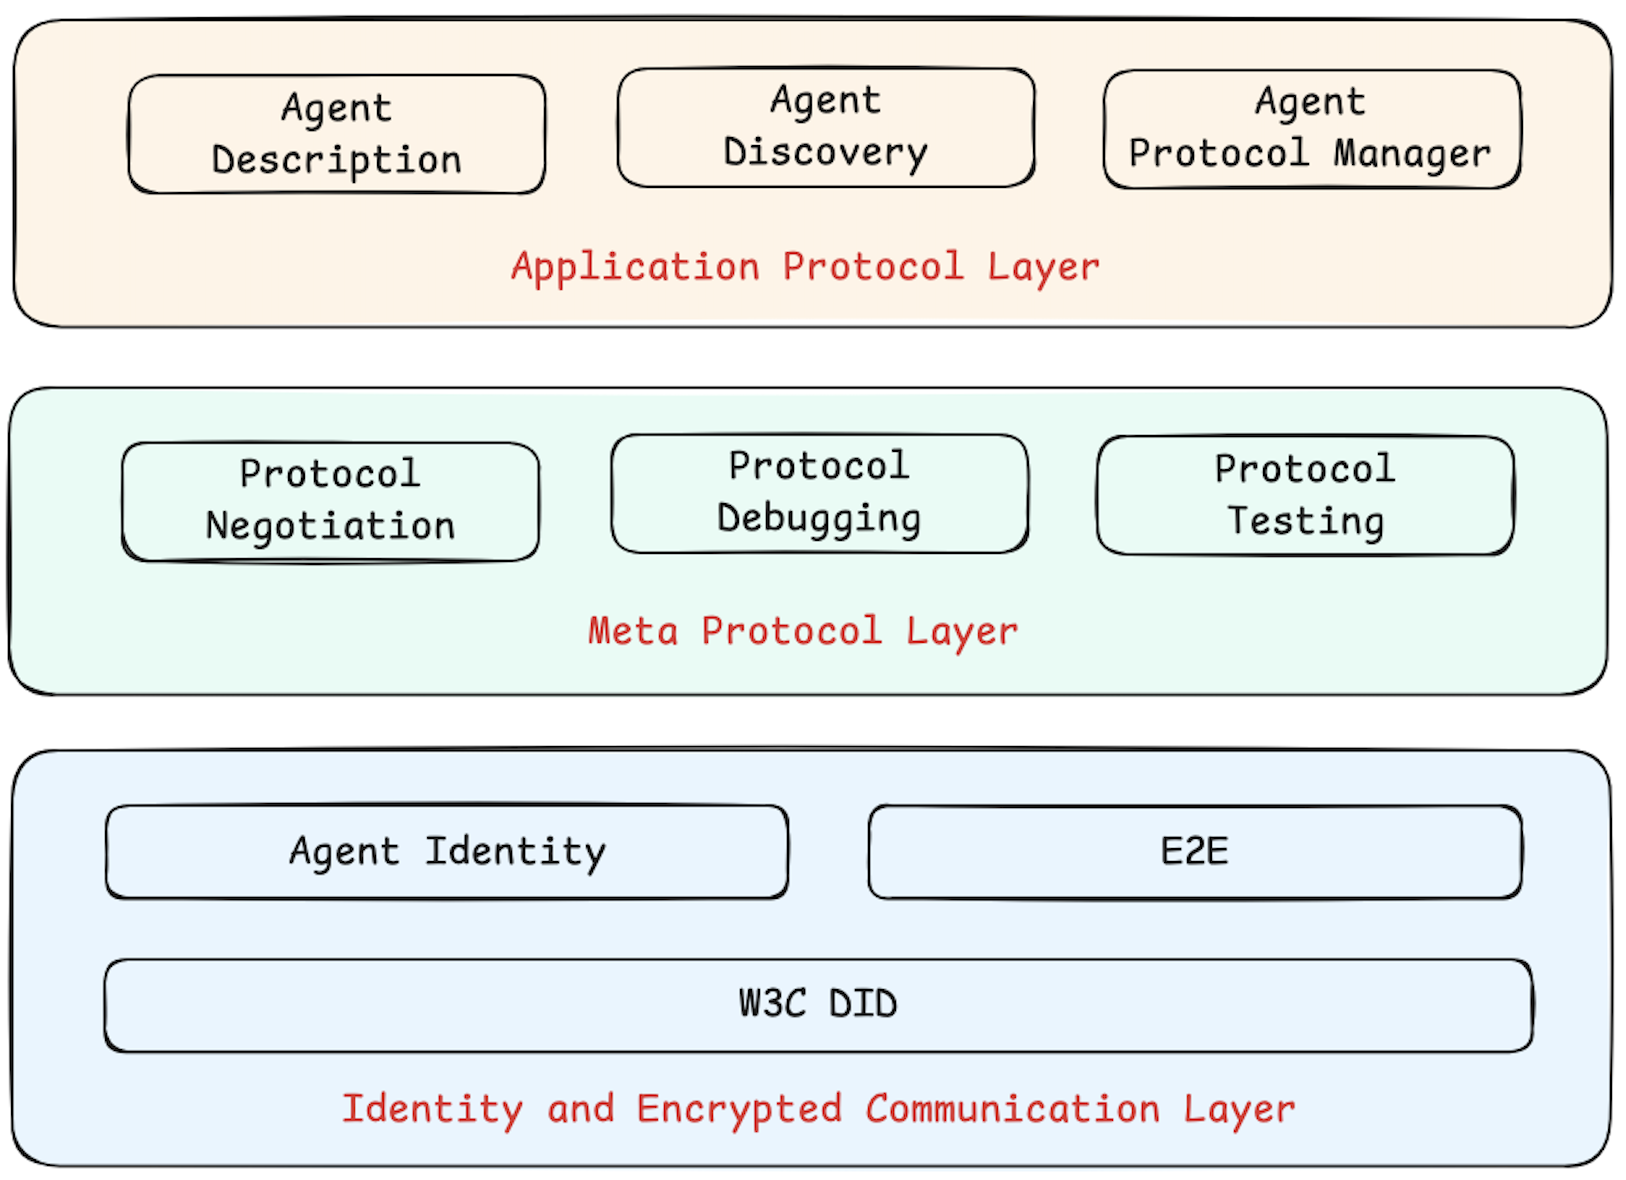 Agent
Description
Agent
Discovery
Agent
Protocol Manager
Application Protocol Layer
Protocol
Negotiation
Protocol
Debugging
Protocol
Testing
Meta Protocol Layer
Agent Identity
E2E
W3C DID
Identity and Encrypted Communication Layer